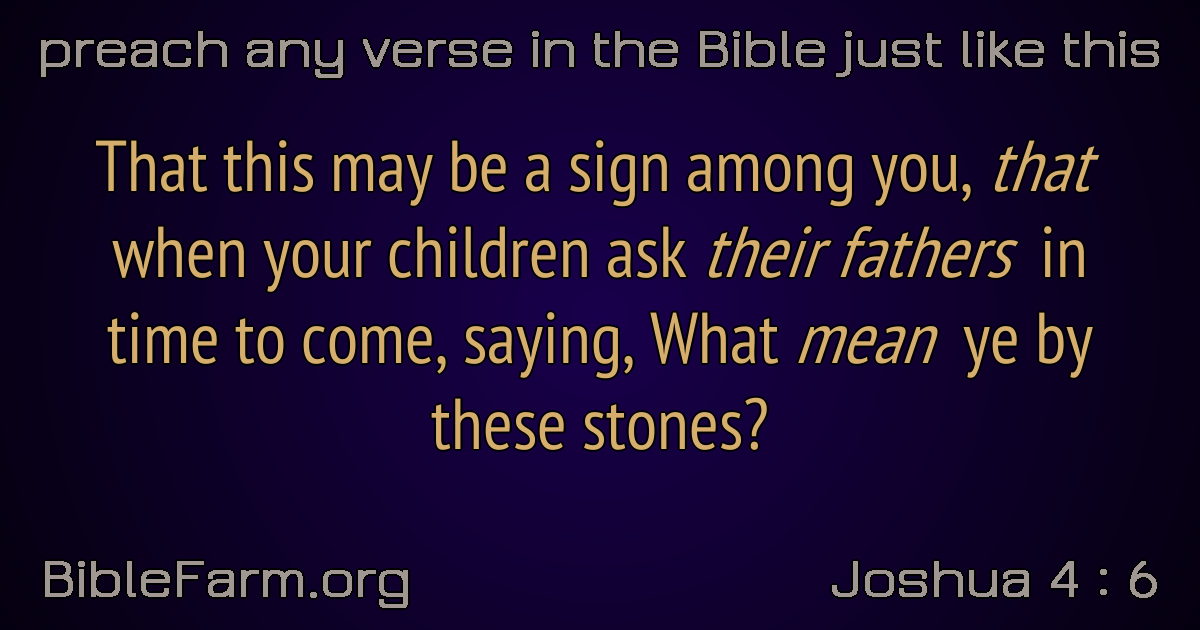 preach any verse in the Bible just like this
That this may be a sign among you, that
when your children ask their fathers in
time to come, saying, What mean ye by
these stones?
BibleFarm.org
Joshua 4 : 6